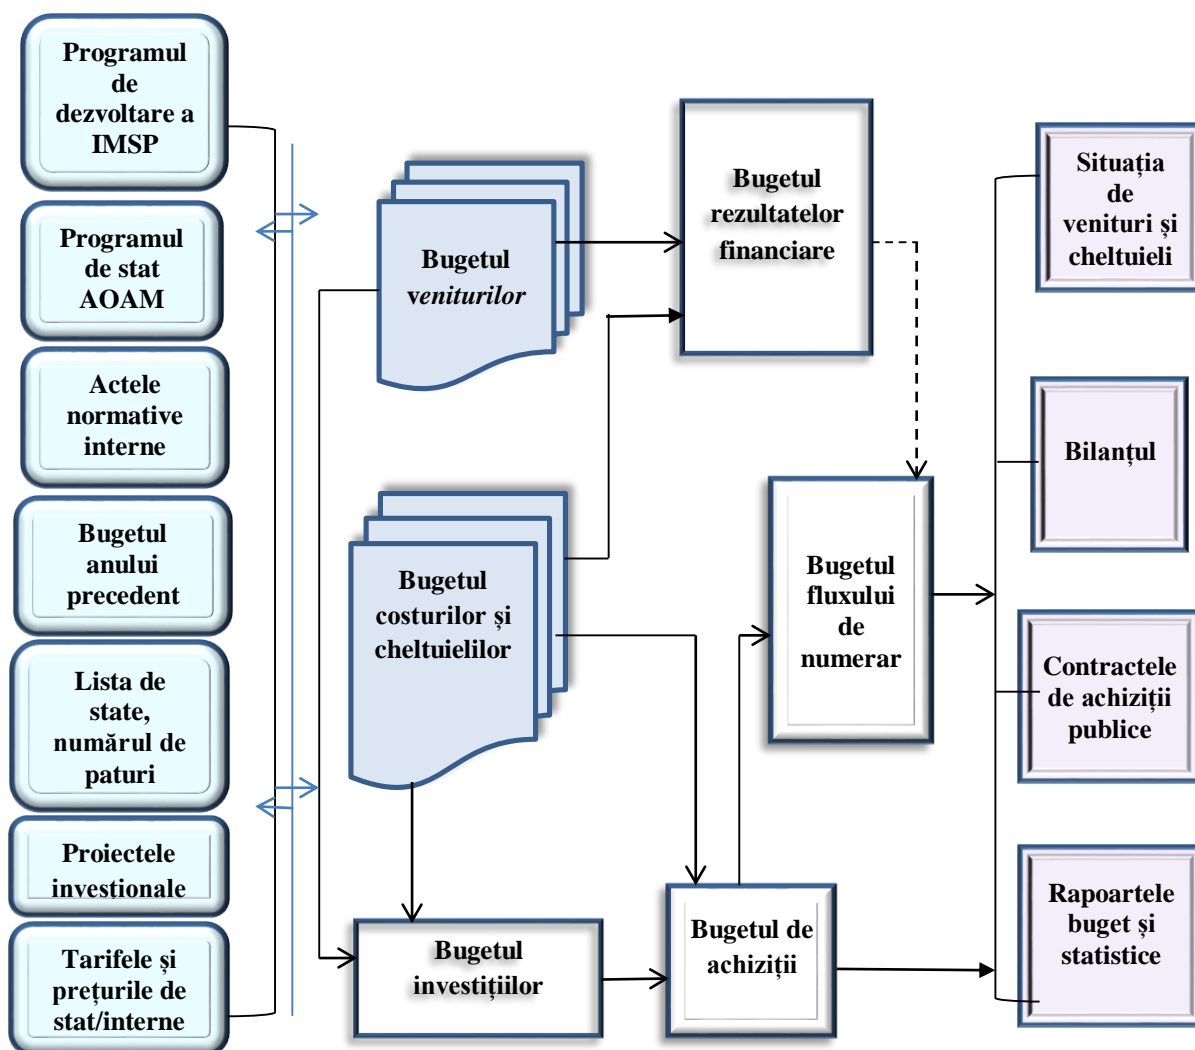 Programul
de
dezvoltare a
IMSP
Programul
de stat
AOAM
Actele
normative
interne
Bugetul
anului
precedent
Lista de
state,
numărul de
paturi
Proiectele
investționale
Tarifele și
prețurile de
stat/interne
Bugetul
veniturilor
Bugetul
costurilor și
cheltuielilor
Bugetul
investițiilor
Bugetul
rezultatelor
financiare
Bugetul
fluxului
de
numerar
Bugetul de
achiziții
Situația
de
venituri și
cheltuieli
Bilanțul
Contractele
de achiziții
publice
Rapoartele
buget și
statistice